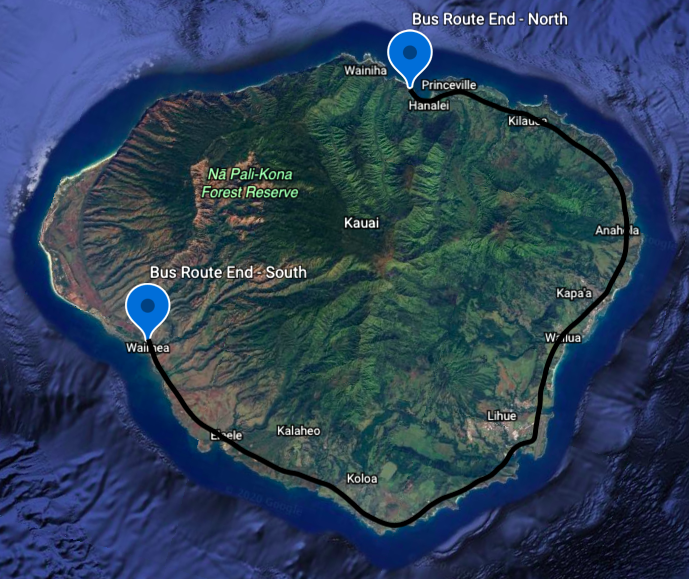 Bus Route End - North
Wainiha
Princeville
Hanalei
Kilauea
Nā Pali-Kona
Forest Reserve
Kauai
Anahola
Bus Route End - South
Kapa'a
Waimea
Wailua
Lihue
Eleele
Kalaheo
Koloa